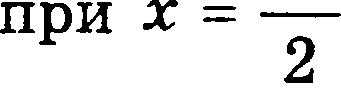 при x = —
2